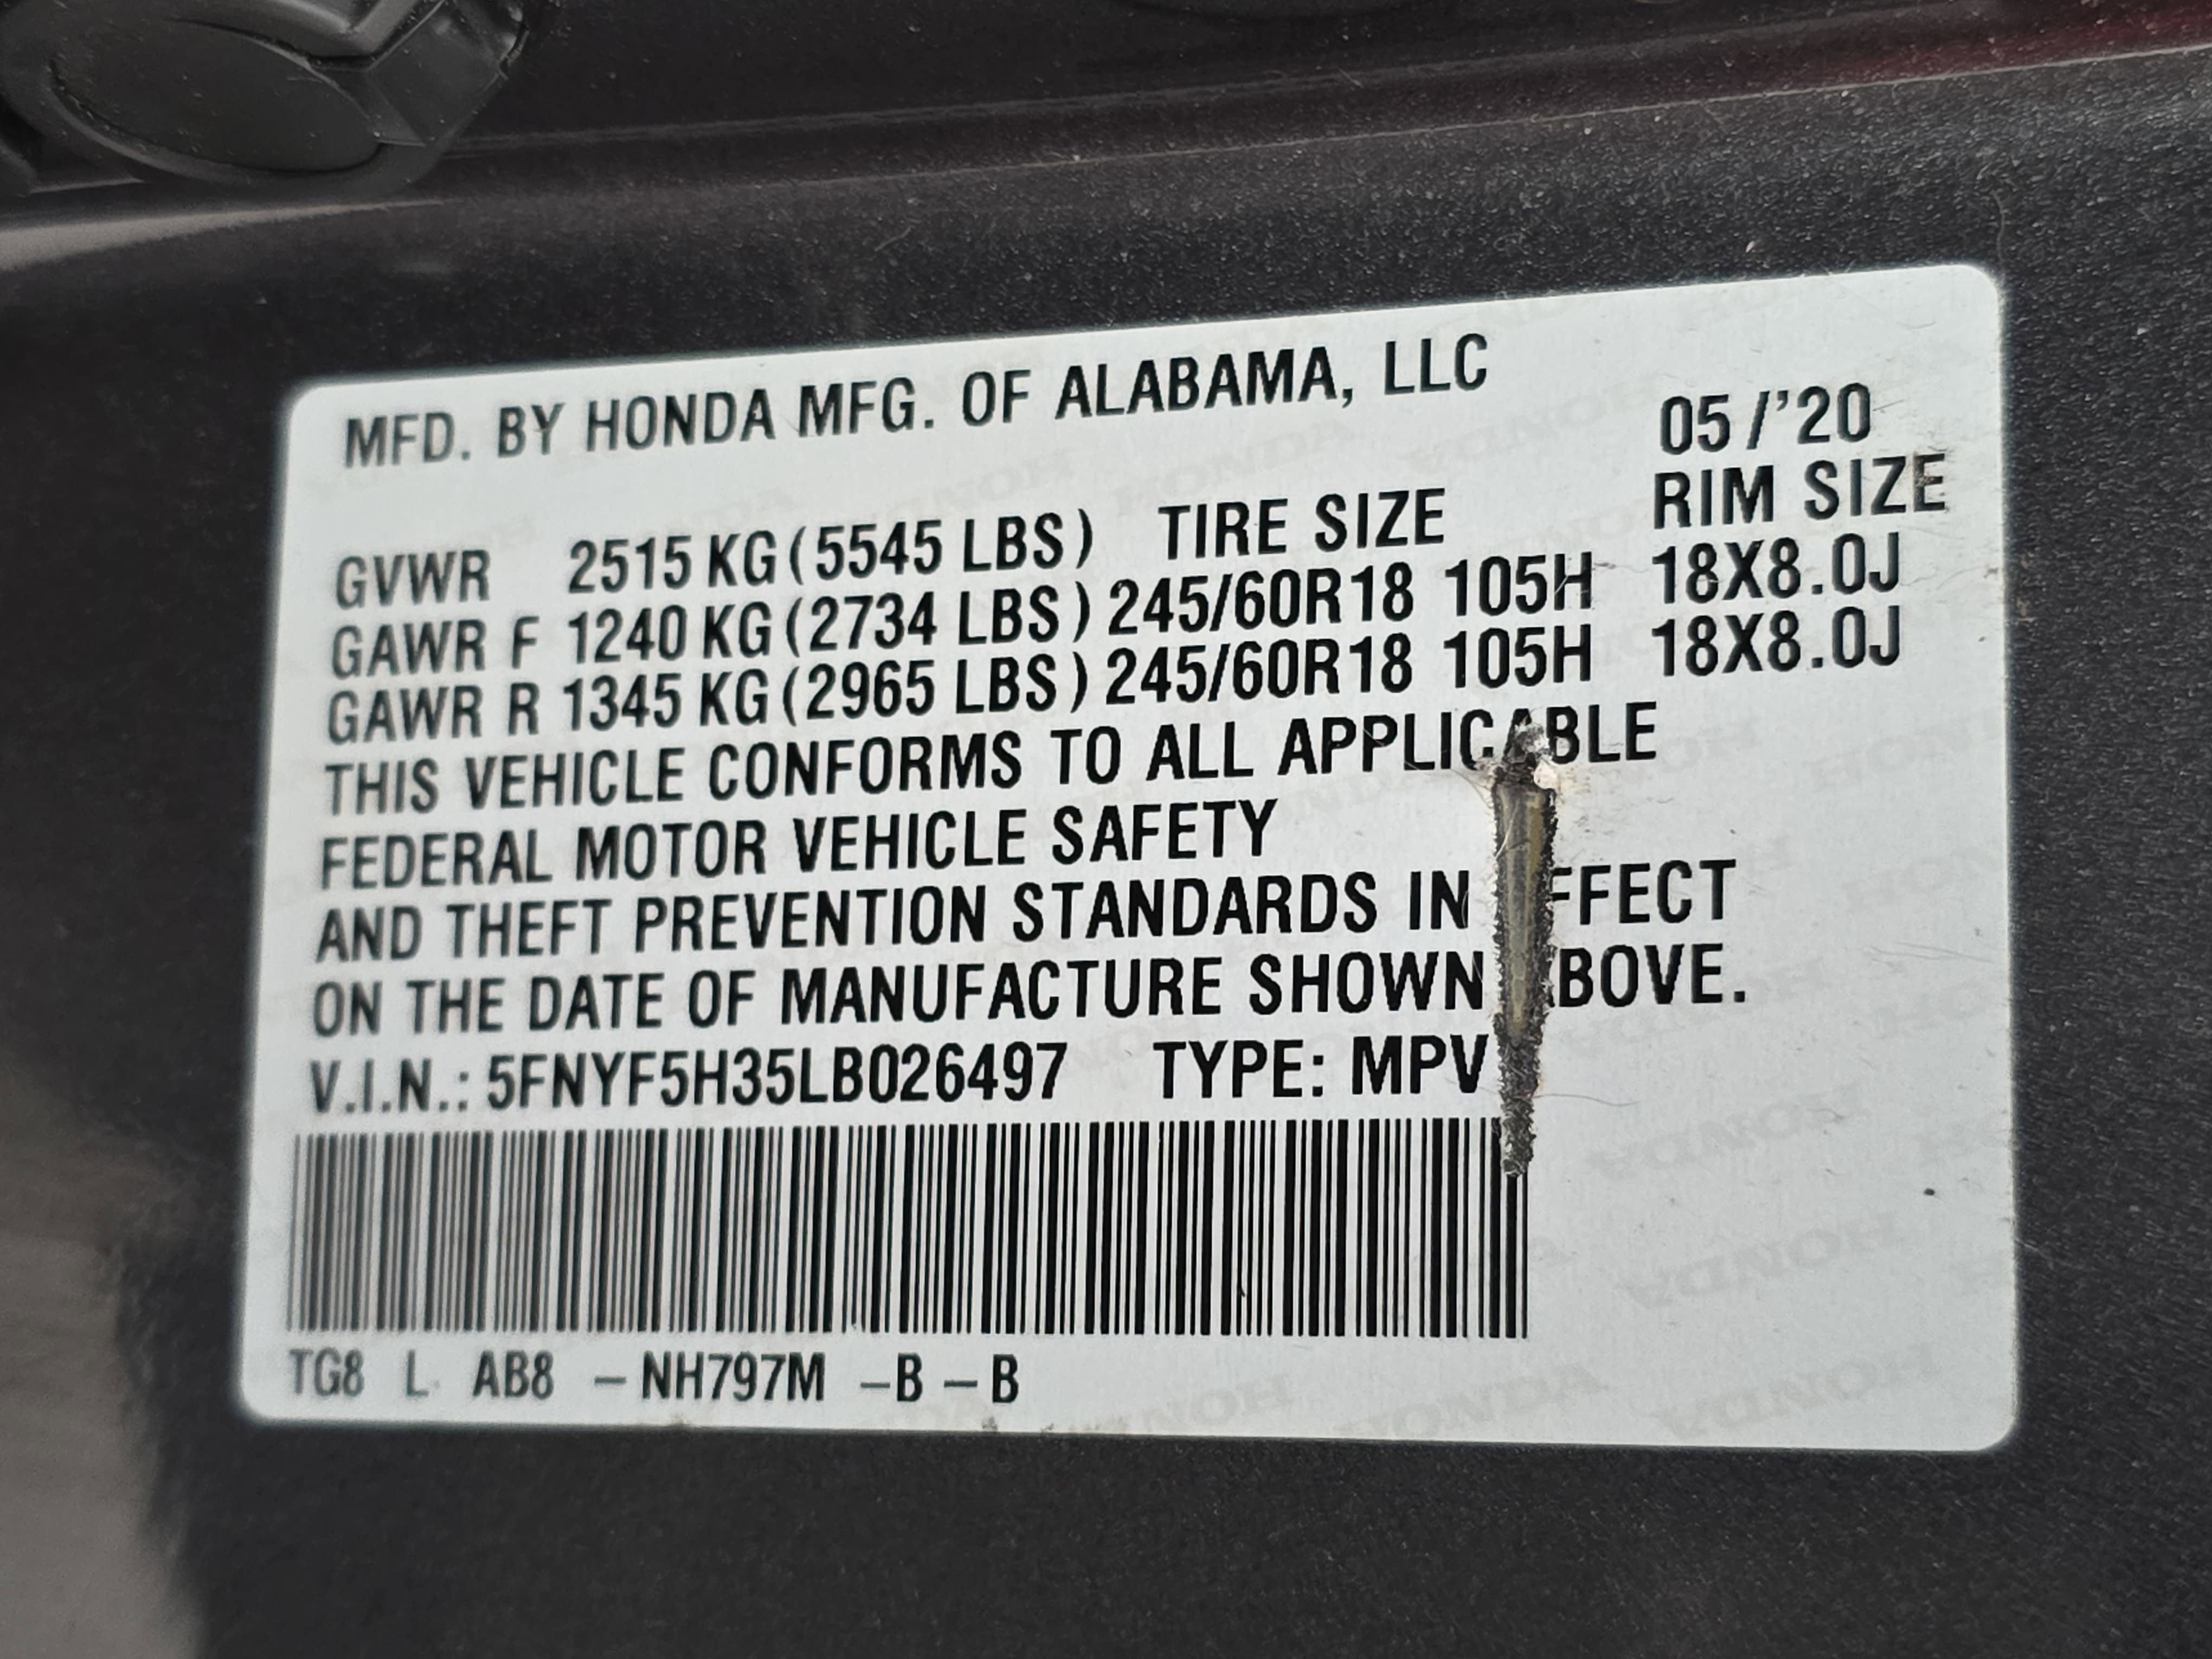 MFD. BY HONDA MFG. OF ALABAMA, LLC
05/'20
GVWR 2515 KG (5545 LBS) TIRE SIZE RIM SIZE
GAWR F 1240 KG (2734 LBS) 245/60R18 105H 18X8.0J
GAWR R 1345 KG (2965 LBS) 245/60R18 105H 18X8.0J
THIS VEHICLE CONFORMS TO ALL APPLICABLE
FEDERAL MOTOR VEHICLE SAFETY
AND THEFT PREVENTION STANDARDS IN EFFECT
ON THE DATE OF MANUFACTURE SHOWN ABOVE.
V.I.N.: 5FNYF5H35LB026497 TYPE: MPV
TG8 L AB8 – NH797M – B – B